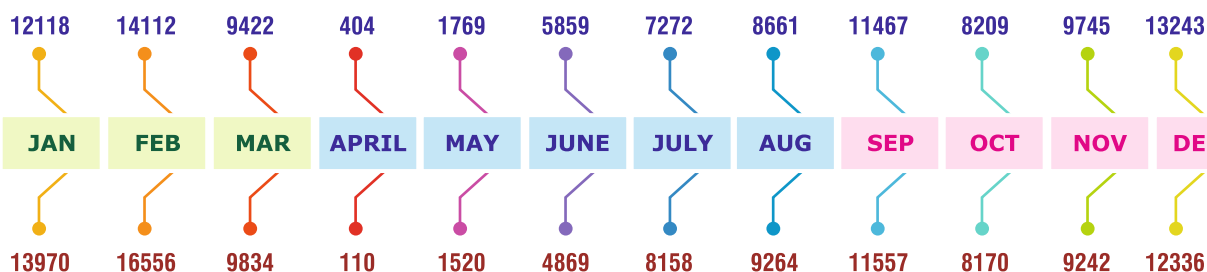 12118 14112 9422 404 1769 5859 7272 8661 11467 8209 9745 13243
JAN FEB MAR APRIL MAY JUNE JULY AUG SEP OCT NOV DE
13970 16556 9834 110 1520 4869 8158 9264 11557 8170 9242 12336